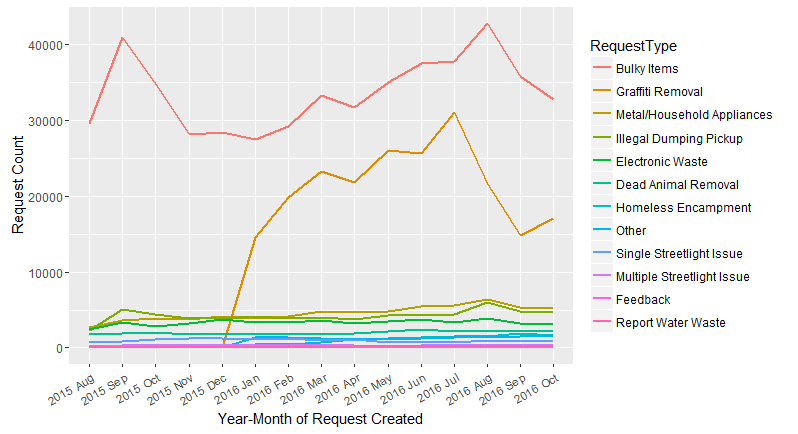 40000
30000
20000
10000
0
Request Count
2015 Aug
2015 Sep
2015 Oct
2015 Nov
2015 Dec
2016 Jan
2016 Feb
2016 Mar
2016 Apr
2016 May
2016 Jun
2016 Jul
2016 Aug
2016 Sep
2016 Oct
Year-Month of Request Created
RequestType
Bulky Items
Graffiti Removal
Metal/Household Appliances
Illegal Dumping Pickup
Electronic Waste
Dead Animal Removal
Homeless Encampment
Other
Single Streetlight Issue
Multiple Streetlight Issue
Feedback
Report Water Waste